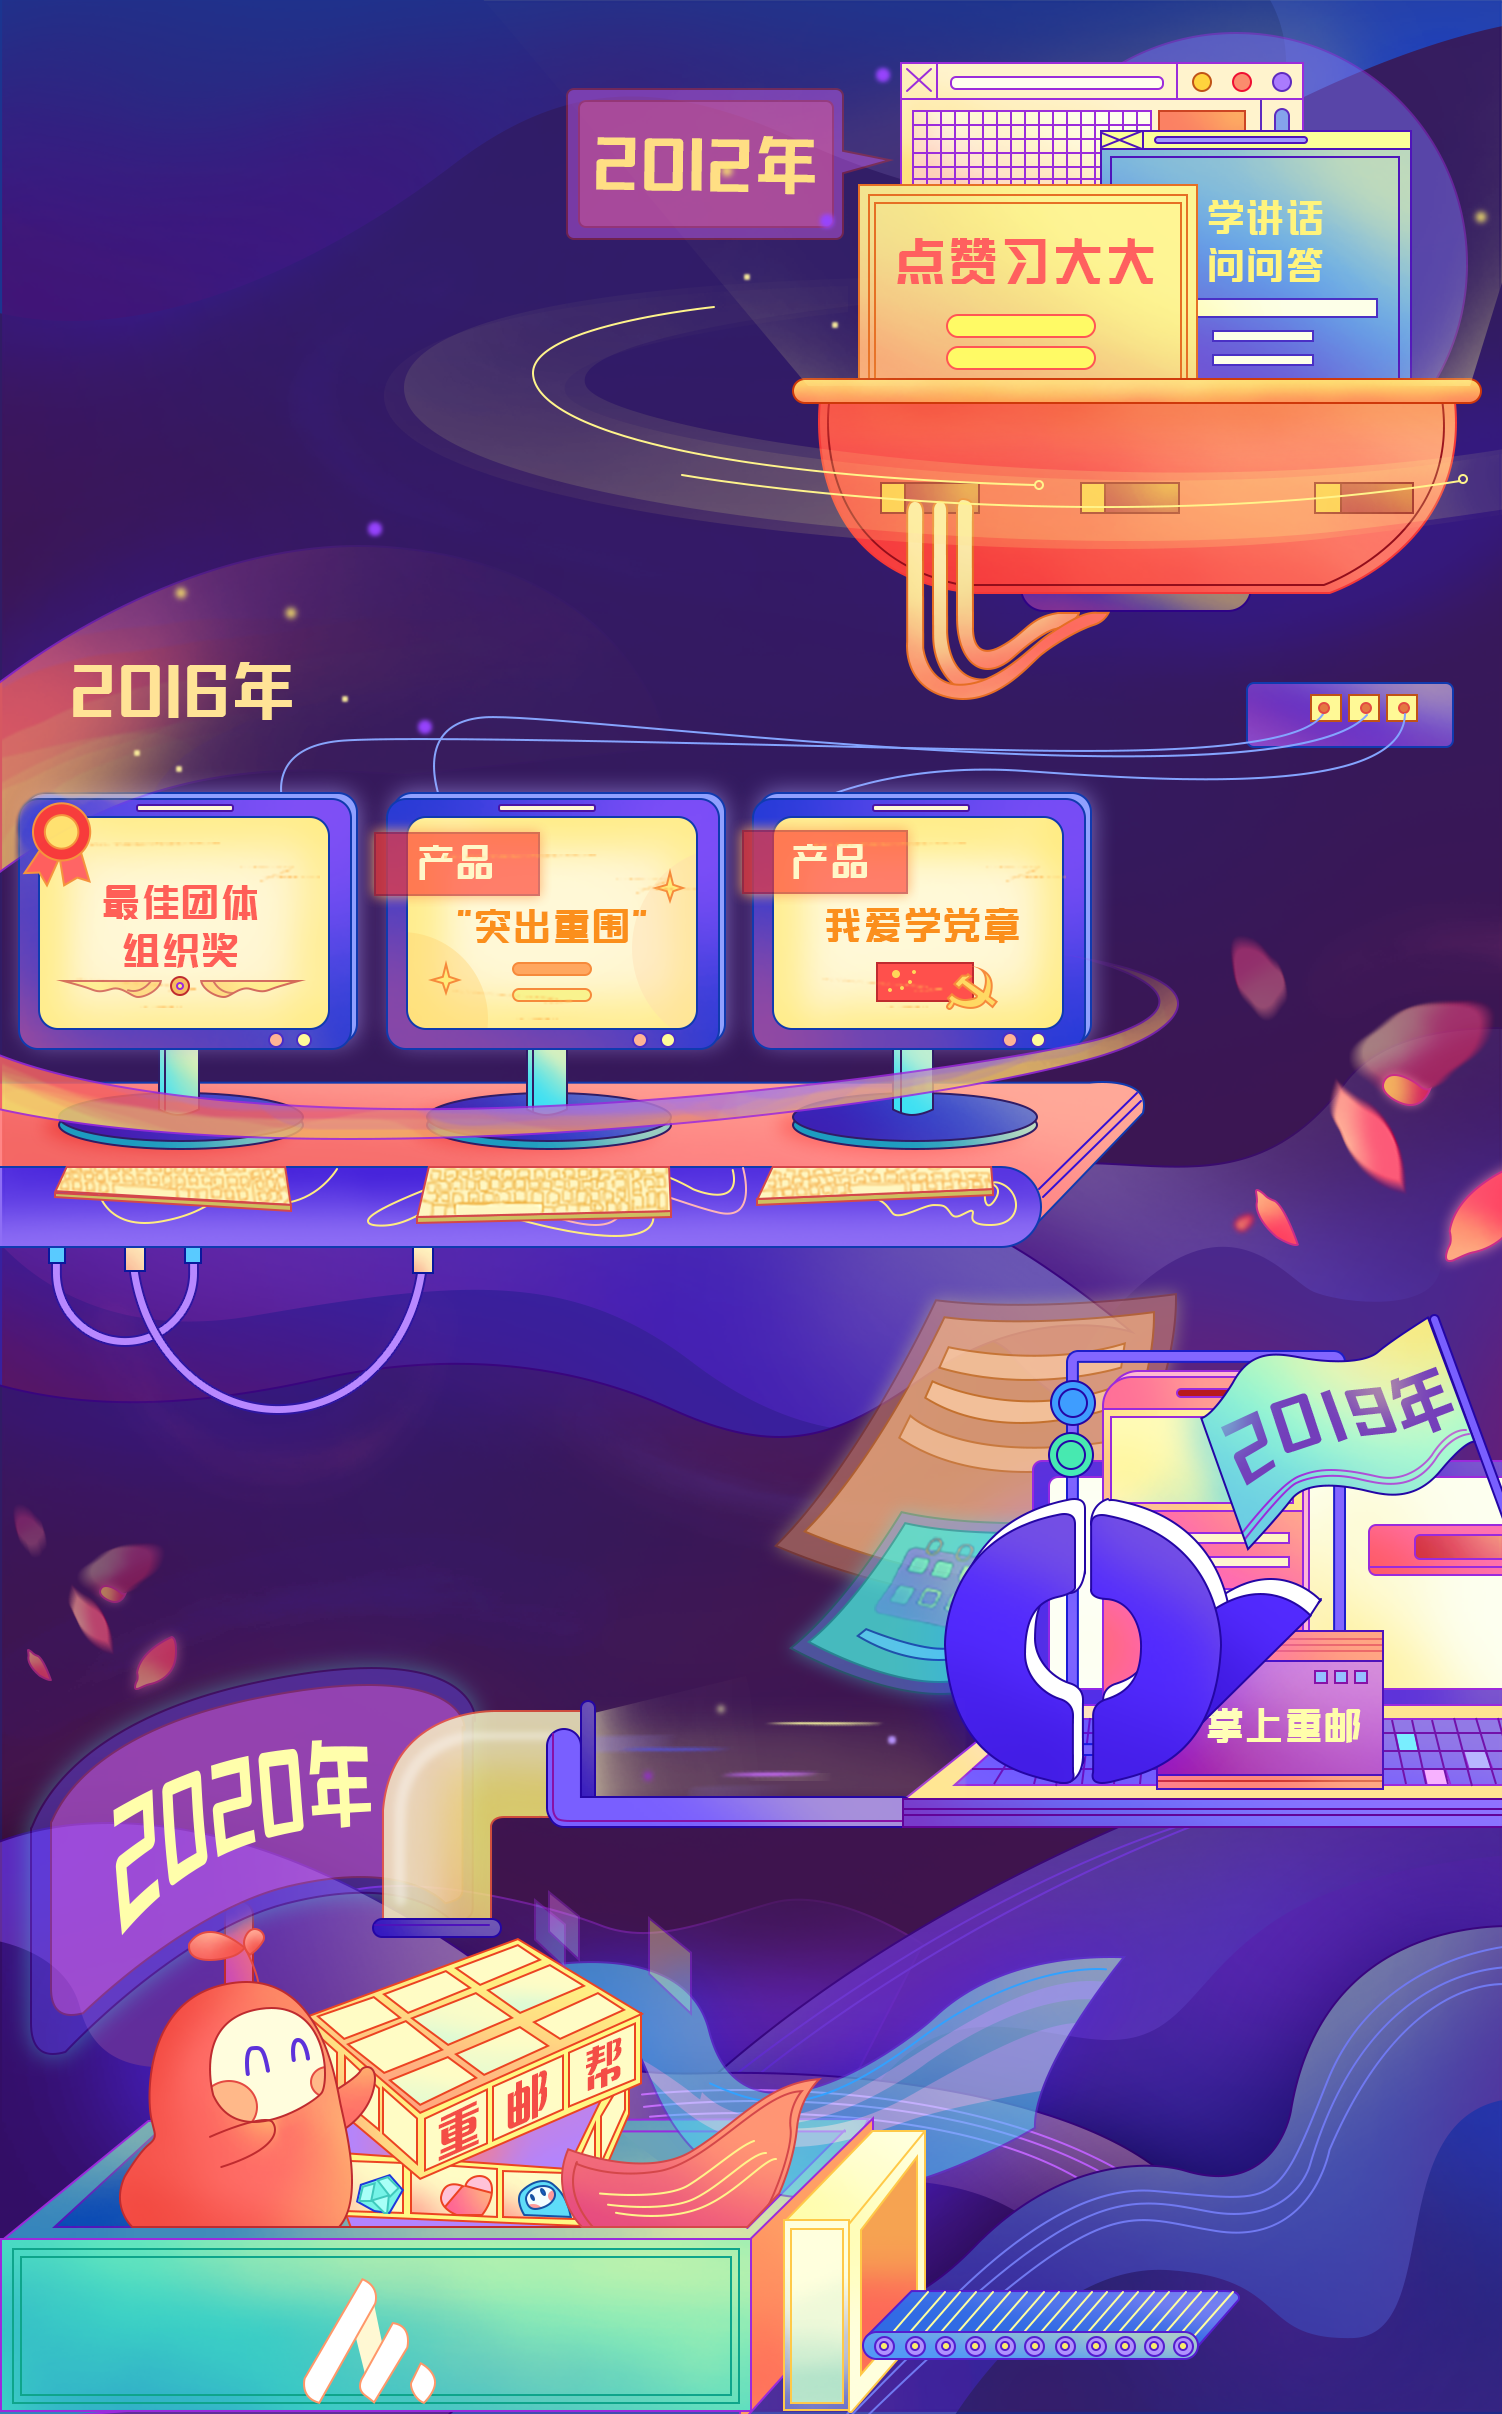 2012年
点赞习大大
学讲话
问问答
2016年
最佳团体
组织奖
产品
"突出重围"
产品
我爱学党章
2019年
掌上重邮
2020年
重邮帮